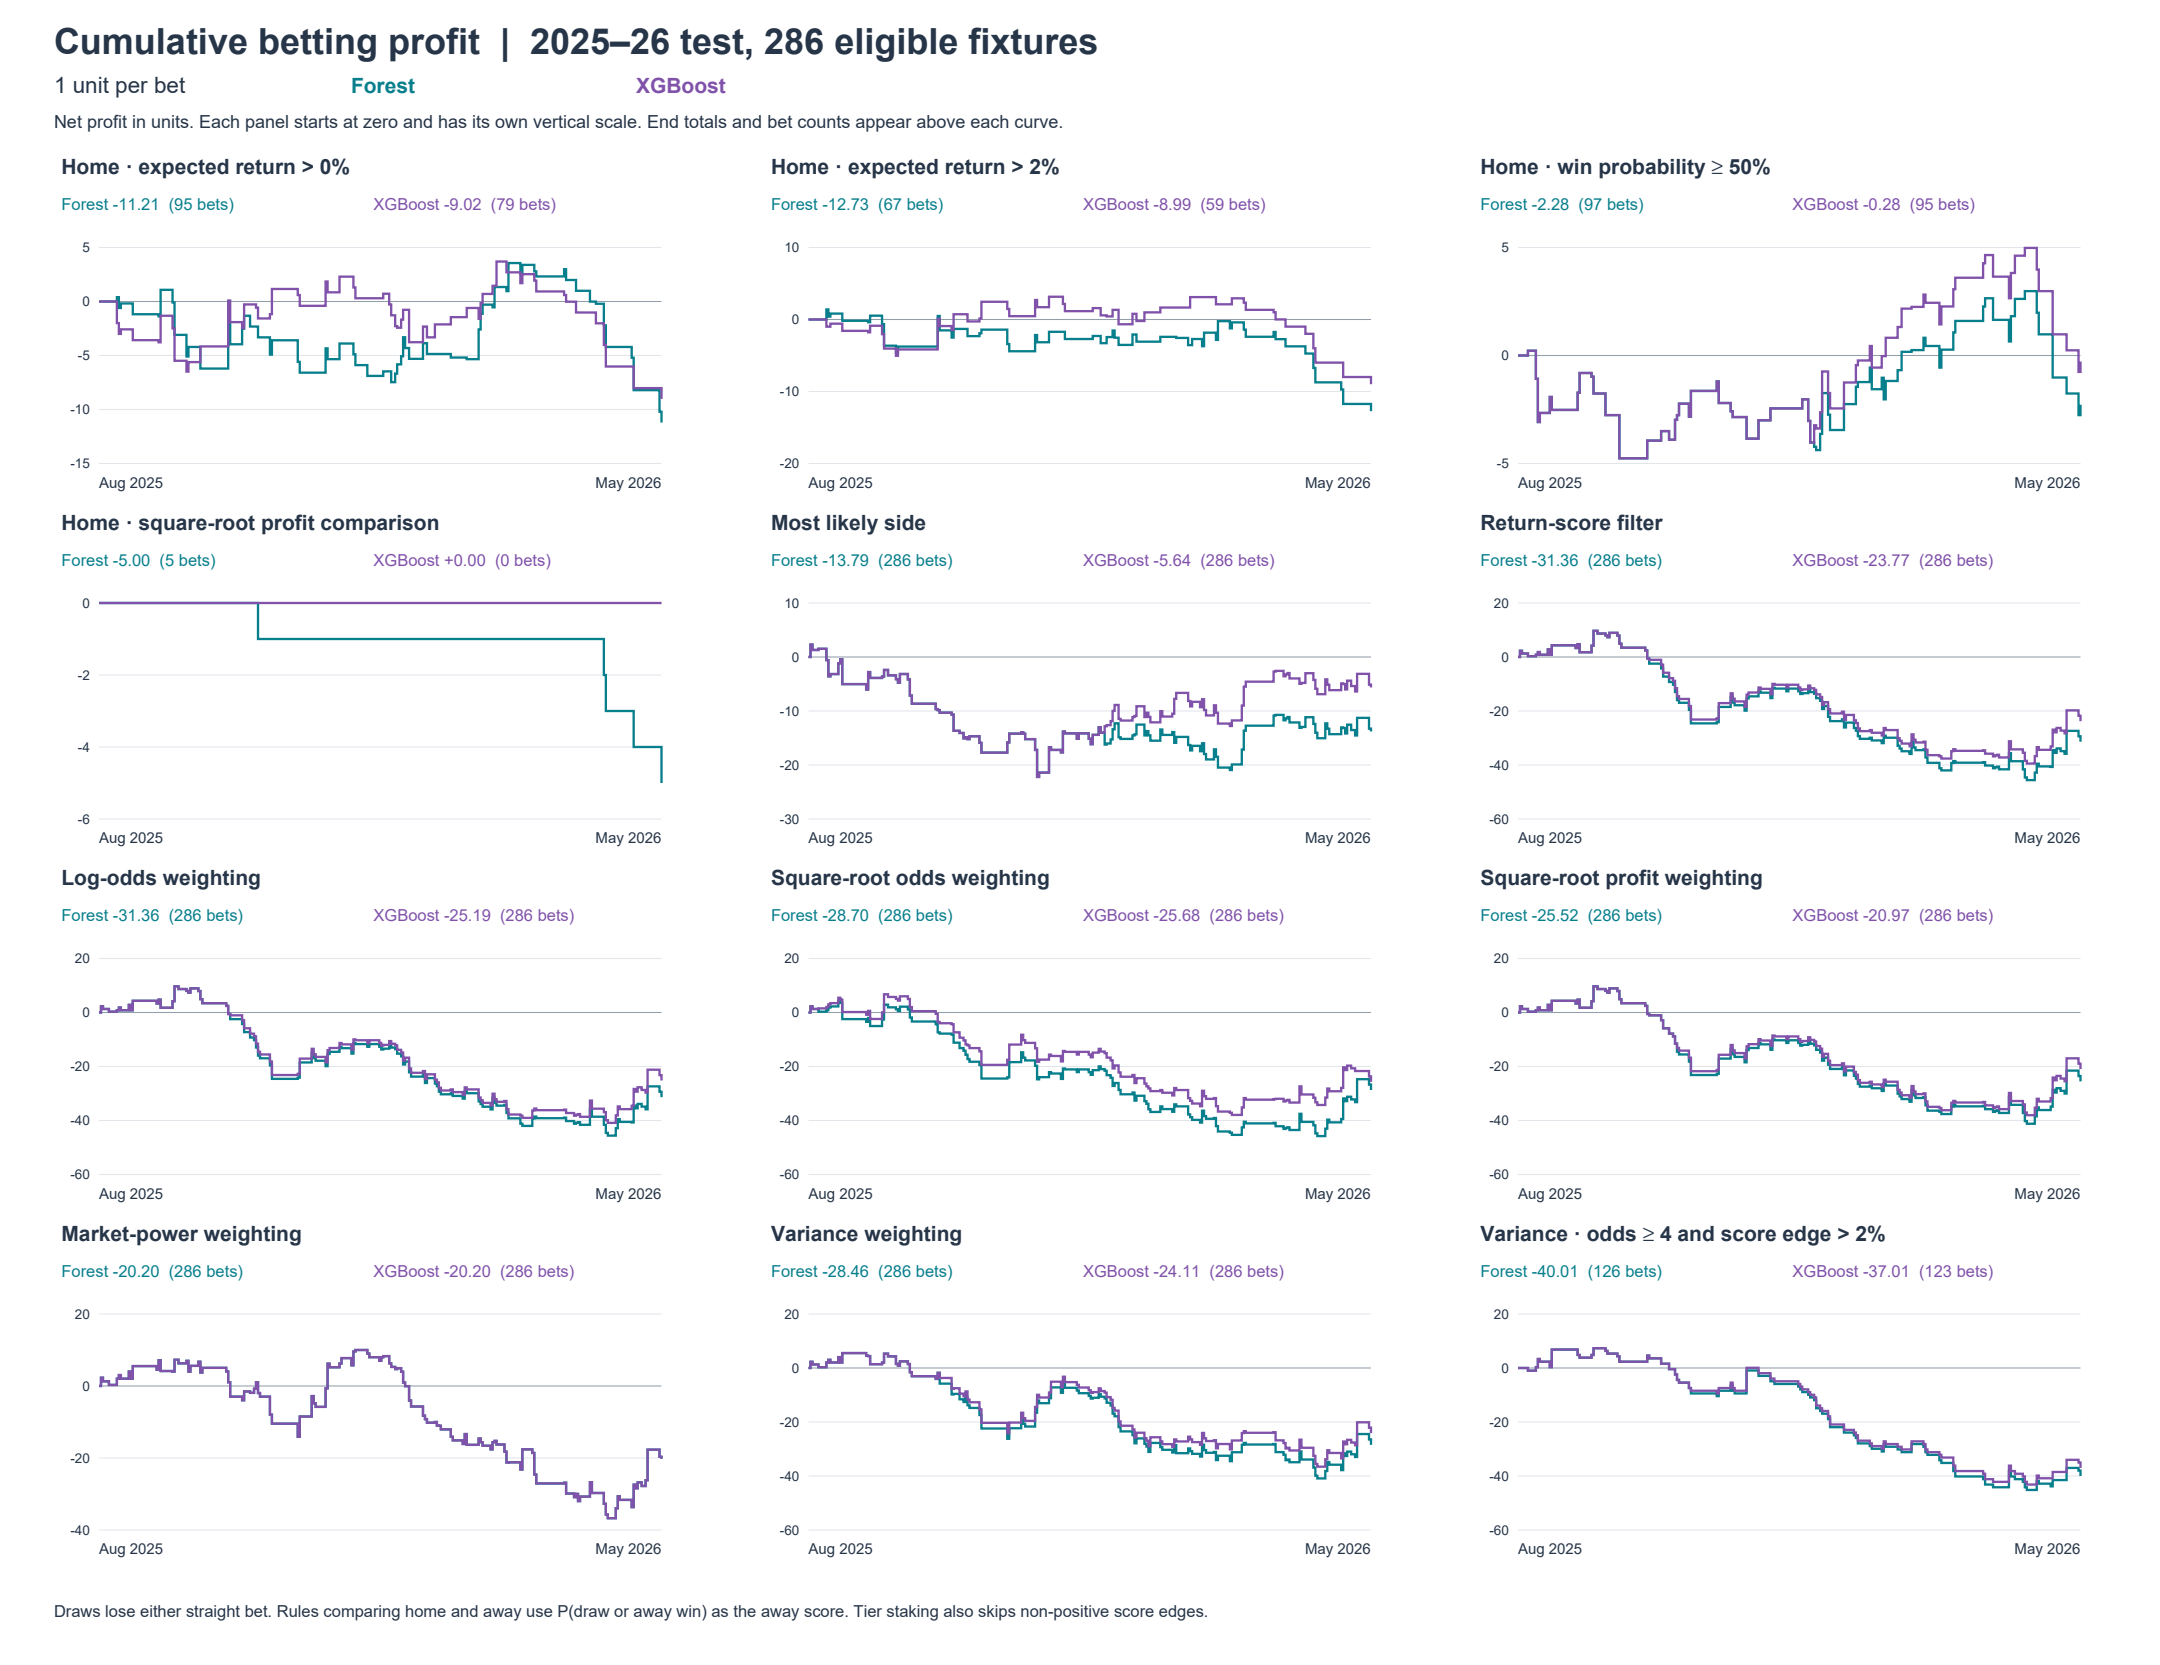 Cumulative betting profit | 2025–26 test, 286 eligible fixtures
1 unit per bet Forest XGBoost
Net profit in units. Each panel starts at zero and has its own vertical scale. End totals and bet counts appear above each curve.
Home · expected return > 0%
Forest -11.21 (95 bets) XGBoost -9.02 (79 bets)
5
0
-5
-10
-15
Aug 2025 May 2026
Home · expected return > 2%
Forest -12.73 (67 bets) XGBoost -8.99 (59 bets)
10
0
-10
-20
Aug 2025 May 2026
Home · win probability ≥ 50%
Forest -2.28 (97 bets) XGBoost -0.28 (95 bets)
5
0
-5
Aug 2025 May 2026
Home · square-root profit comparison
Forest -5.00 (5 bets) XGBoost +0.00 (0 bets)
0
-2
-4
-6
Aug 2025 May 2026
Most likely side
Forest -13.79 (286 bets) XGBoost -5.64 (286 bets)
10
0
-10
-20
-30
Aug 2025 May 2026
Return-score filter
Forest -31.36 (286 bets) XGBoost -23.77 (286 bets)
20
0
-20
-40
-60
Aug 2025 May 2026
Log-odds weighting
Forest -31.36 (286 bets) XGBoost -25.19 (286 bets)
20
0
-20
-40
-60
Aug 2025 May 2026
Square-root odds weighting
Forest -28.70 (286 bets) XGBoost -25.68 (286 bets)
20
0
-20
-40
-60
Aug 2025 May 2026
Square-root profit weighting
Forest -25.52 (286 bets) XGBoost -20.97 (286 bets)
20
0
-20
-40
-60
Aug 2025 May 2026
Market-power weighting
Forest -20.20 (286 bets) XGBoost -20.20 (286 bets)
20
0
-20
-40
Aug 2025 May 2026
Variance weighting
Forest -28.46 (286 bets) XGBoost -24.11 (286 bets)
20
0
-20
-40
-60
Aug 2025 May 2026
Variance · odds ≥ 4 and score edge > 2%
Forest -40.01 (126 bets) XGBoost -37.01 (123 bets)
20
0
-20
-40
-60
Aug 2025 May 2026
Draws lose either straight bet. Rules comparing home and away use P(draw or away win) as the away score. Tier staking also skips non-positive score edges.